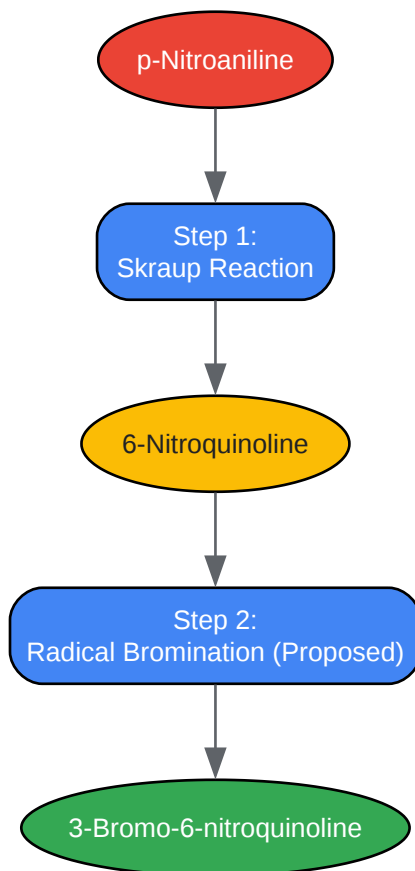 p-Nitroaniline
Step 1:
Skraup Reaction
6-Nitroquinoline
Step 2:
Radical Bromination (Proposed)
3-Bromo-6-nitroquinoline